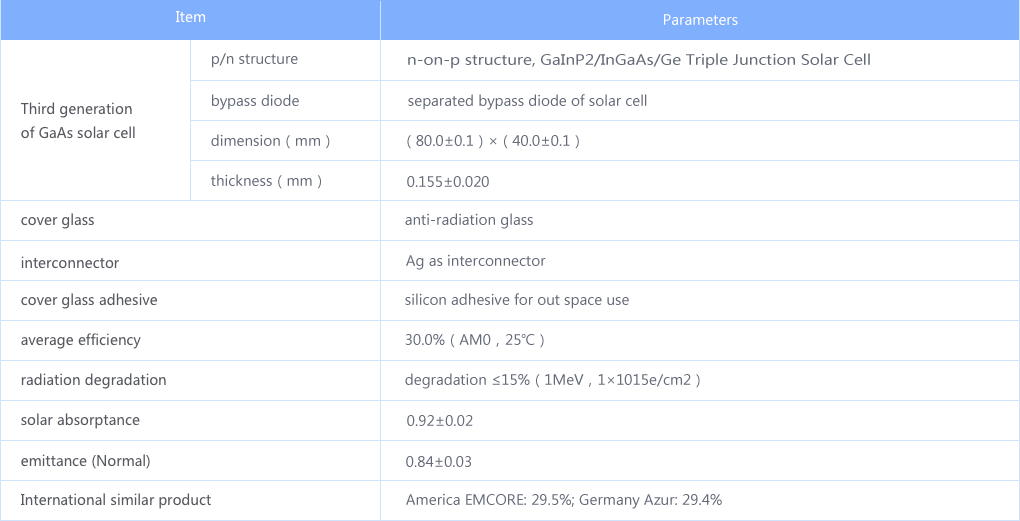 Item
Parameters
Third generation
of GaAs solar cell
p/n structure
n-on-p structure, GaInP2/InGaAs/Ge Triple Junction Solar Cell
bypass diode
separated bypass diode of solar cell
dimension ( mm )
( 80.0±0.1 ) × ( 40.0±0.1 )
thickness ( mm )
0.155±0.020
cover glass
anti-radiation glass
interconnector
Ag as interconnector
cover glass adhesive
silicon adhesive for out space use
average efficiency
30.0% ( AM0 , 25℃ )
radiation degradation
degradation ≤15% ( 1MeV , 1×1015e/cm2 )
solar absorptance
0.92±0.02
emittance (Normal)
0.84±0.03
International similar product
America EMCORE: 29.5%; Germany Azur: 29.4%